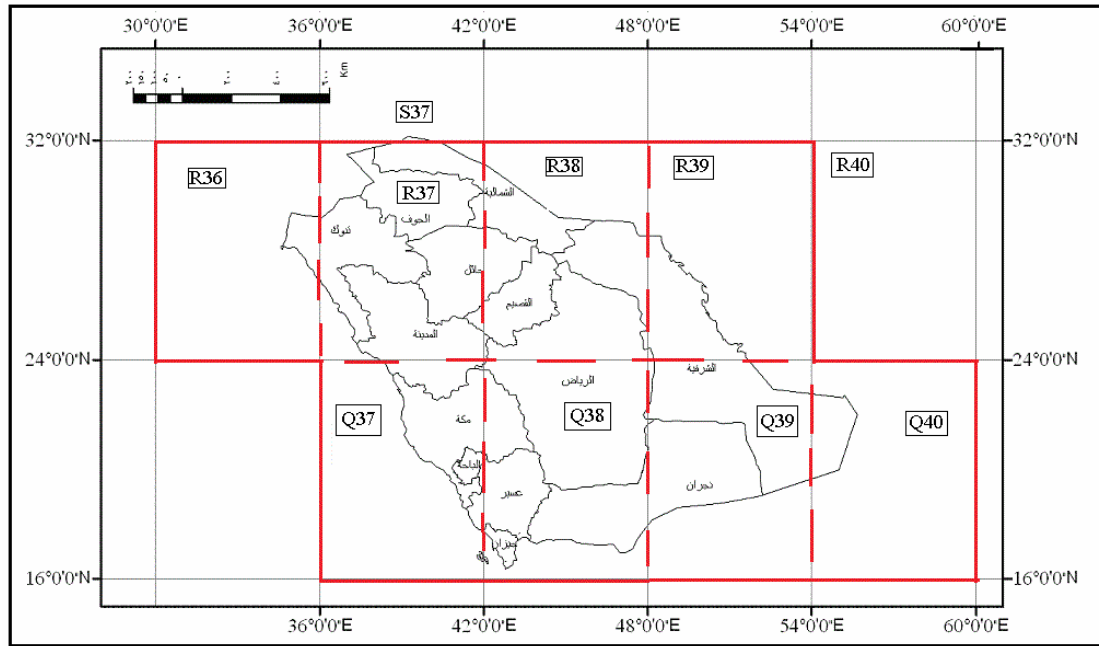 30°0'0"E 36°0'0"E 42°0'0"E 48°0'0"E 54°0'0"E 60°0'0"E
Km
S37
32°0'0"N 32°0'0"N
R36 R37 R38 R39 R40
الشمالية
الجوف
تبوك
حائل
القصيم
المدينة
24°0'0"N 24°0'0"N
الشرقية
الرياض
Q37 Q38 Q39 Q40
مكة
الباحة
عسير
نجران
جيزان
16°0'0"N 16°0'0"N
36°0'0"E 42°0'0"E 48°0'0"E 54°0'0"E 60°0'0"E